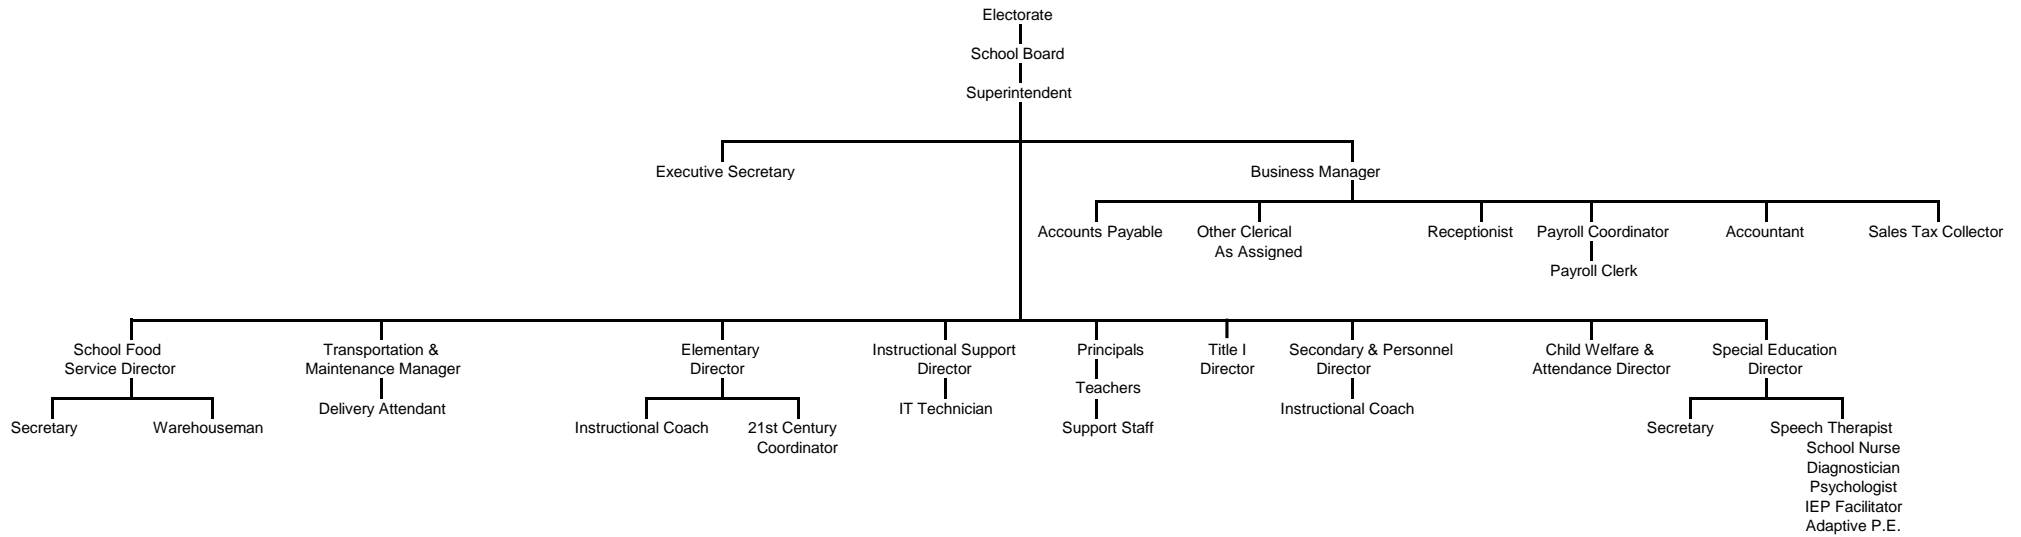 Electorate
School Board
Superintendent
Executive Secretary
Business Manager
Accounts Payable
Other Clerical
As Assigned
Receptionist
Payroll Coordinator
Accountant
Sales Tax Collector
Payroll Clerk
School Food
Service Director
Transportation &
Maintenance Manager
Elementary
Director
Instructional Support
Director
Principals
Title I
Director
Secondary & Personnel
Director
Child Welfare &
Attendance Director
Special Education
Director
Secretary
Warehouseman
Delivery Attendant
Instructional Coach
21st Century
Coordinator
IT Technician
Teachers
Support Staff
Instructional Coach
Secretary
Speech Therapist
School Nurse
Diagnostician
Psychologist
IEP Facilitator
Adaptive P.E.